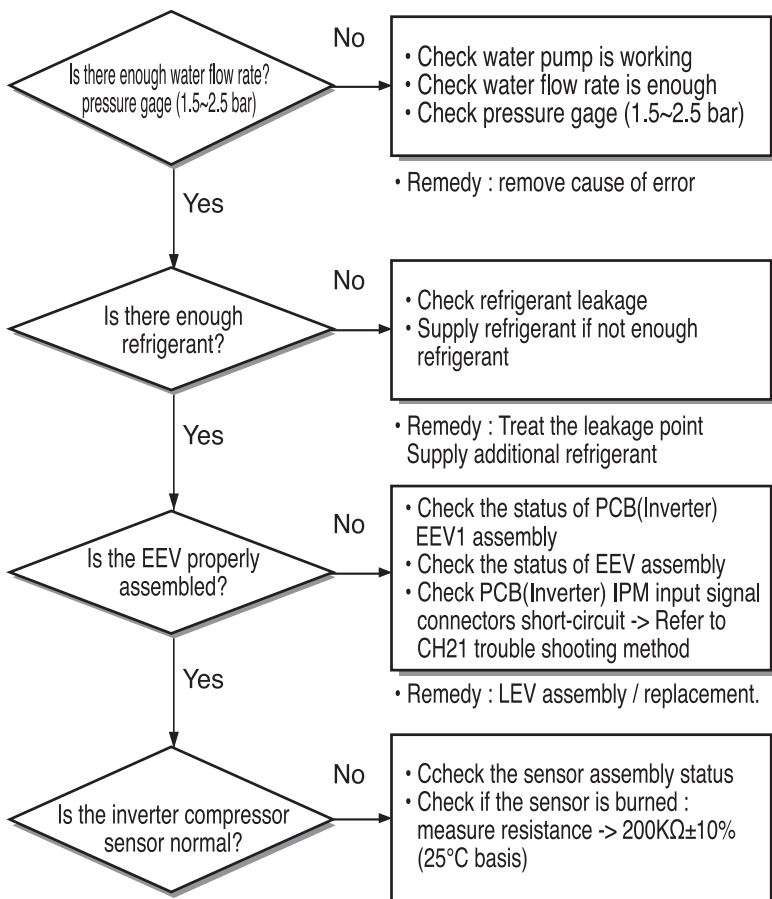 Is there enough water flow rate?
pressure gage (1.5~2.5 bar)
No
• Check water pump is working
• Check water flow rate is enough
• Check pressure gage (1.5~2.5 bar)
• Remedy : remove cause of error
Yes
Is there enough
refrigerant?
No
• Check refrigerant leakage
• Supply refrigerant if not enough
refrigerant
• Remedy : Treat the leakage point
Supply additional refrigerant
Yes
Is the EEV properly
assembled?
No
• Check the status of PCB(Inverter)
EEV1 assembly
• Check the status of EEV assembly
• Check PCB(Inverter) IPM input signal
connectors short-circuit -> Refer to
CH21 trouble shooting method
• Remedy : LEV assembly / replacement.
Yes
Is the inverter compressor
sensor normal?
No
• Ccheck the sensor assembly status
• Check if the sensor is burned :
measure resistance -> 200KΩ±10%
(25°C basis)